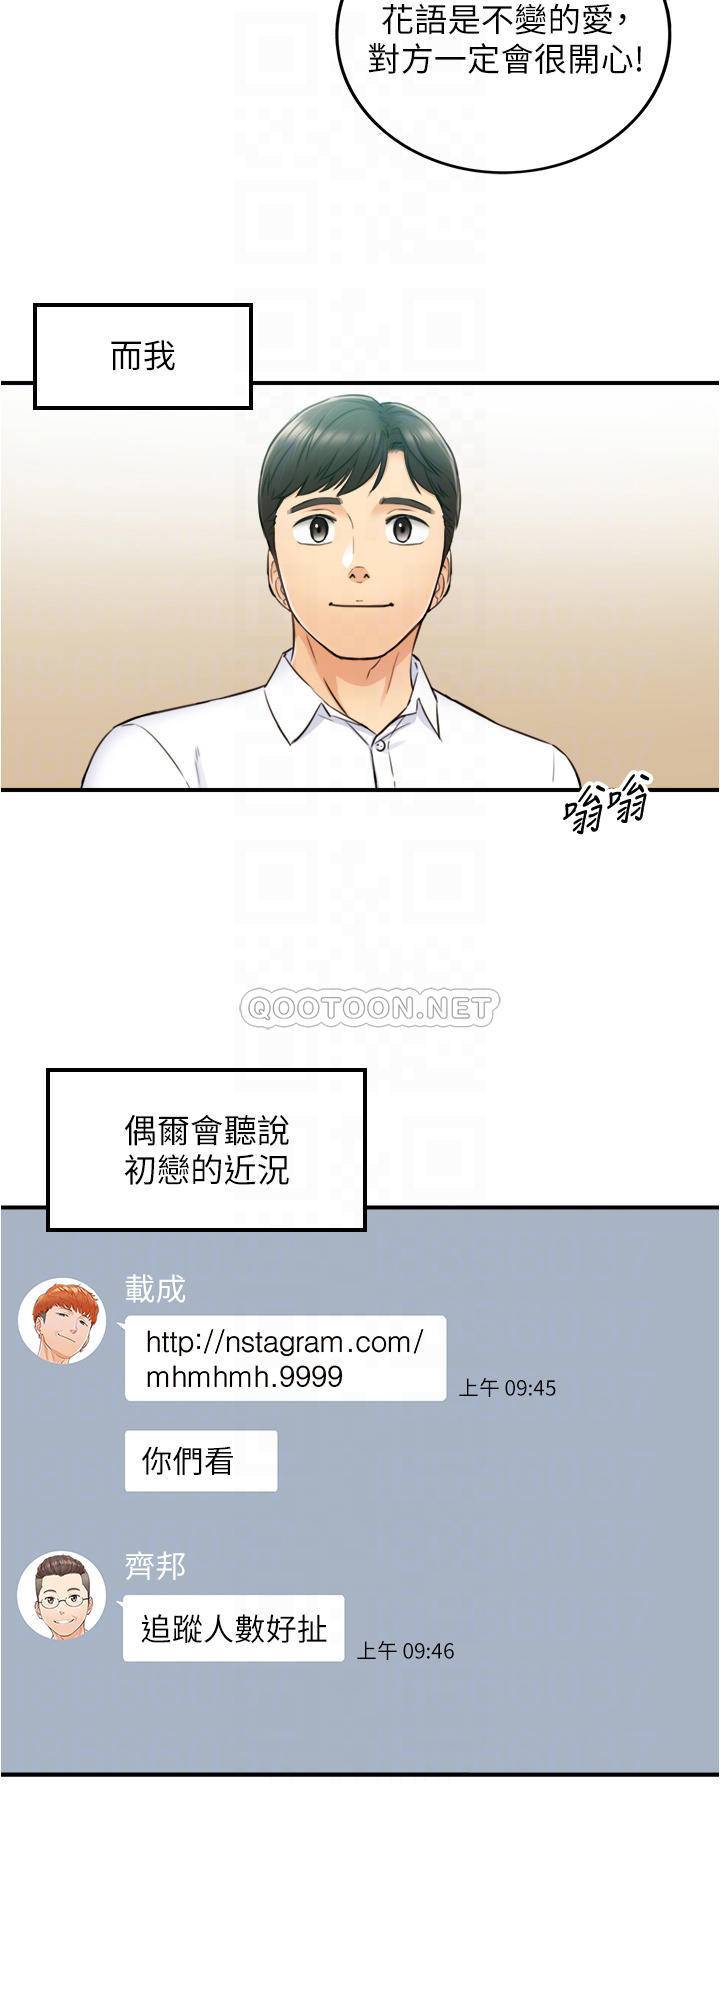 花語是不變的愛，
對方一定會很開心!
而我
嗡嗡
QOOTOON.NET
偶爾會聽說
初戀的近況
載成
http://nstagram.com/
mhmhmh.9999
上午 09:45
你們看
齊邦
追蹤人數好扯
上午 09:46